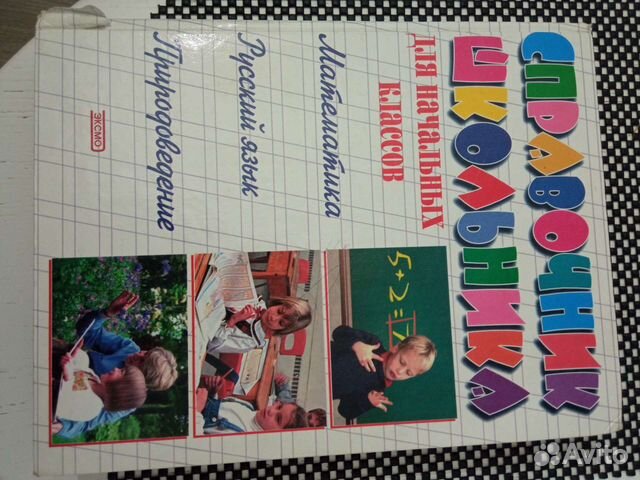 СПРАВОЧНИК
ШКОЛЬНИКА
ДЛЯ НАЧАЛЬНЫХ
КЛАССОВ
Математика
Русский язык
Природоведение
5+2=7
ЭКСМО
Avito